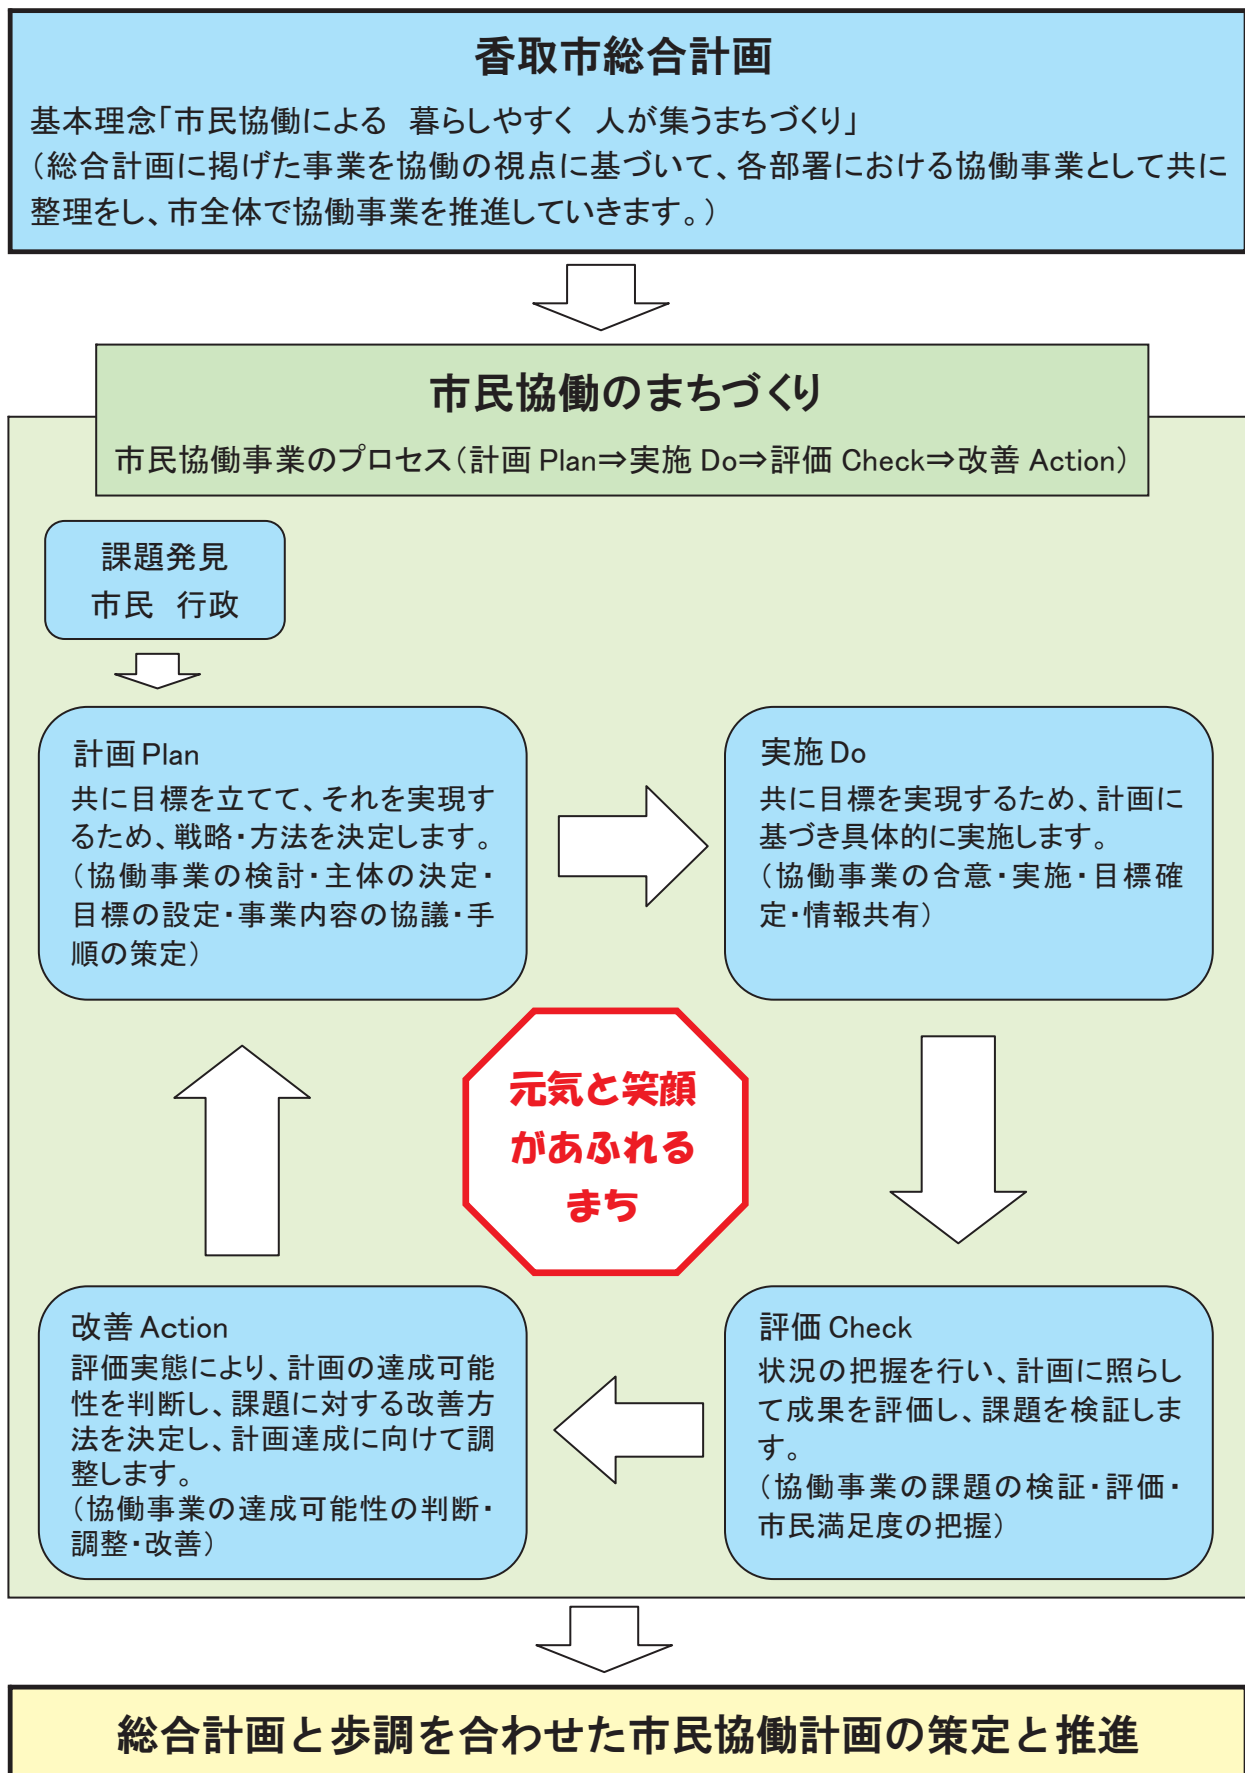 香取市総合計画
基本理念「市民協働による　暮らしやすく　人が集うまちづくり」
（総合計画に掲げた事業を協働の視点に基づいて、各部署における協働事業として共に
整理をし、市全体で協働事業を推進していきます。）
市民協働のまちづくり
市民協働事業のプロセス（計画 Plan⇒実施 Do⇒評価 Check⇒改善 Action）
課題発見
市民　行政
計画 Plan
共に目標を立てて、それを実現す
るため、戦略・方法を決定します。
（協働事業の検討・主体の決定・
目標の設定・事業内容の協議・手
順の策定）
実施 Do
共に目標を実現するため、計画に
基づき具体的に実施します。
（協働事業の合意・実施・目標確
定・情報共有）
元気と笑顔
があふれる
まち
改善 Action
評価実態により、計画の達成可能
性を判断し、課題に対する改善方
法を決定し、計画達成に向けて調
整します。
（協働事業の達成可能性の判断・
調整・改善）
評価 Check
状況の把握を行い、計画に照らし
て成果を評価し、課題を検証しま
す。
（協働事業の課題の検証・評価・
市民満足度の把握）
総合計画と歩調を合わせた市民協働計画の策定と推進